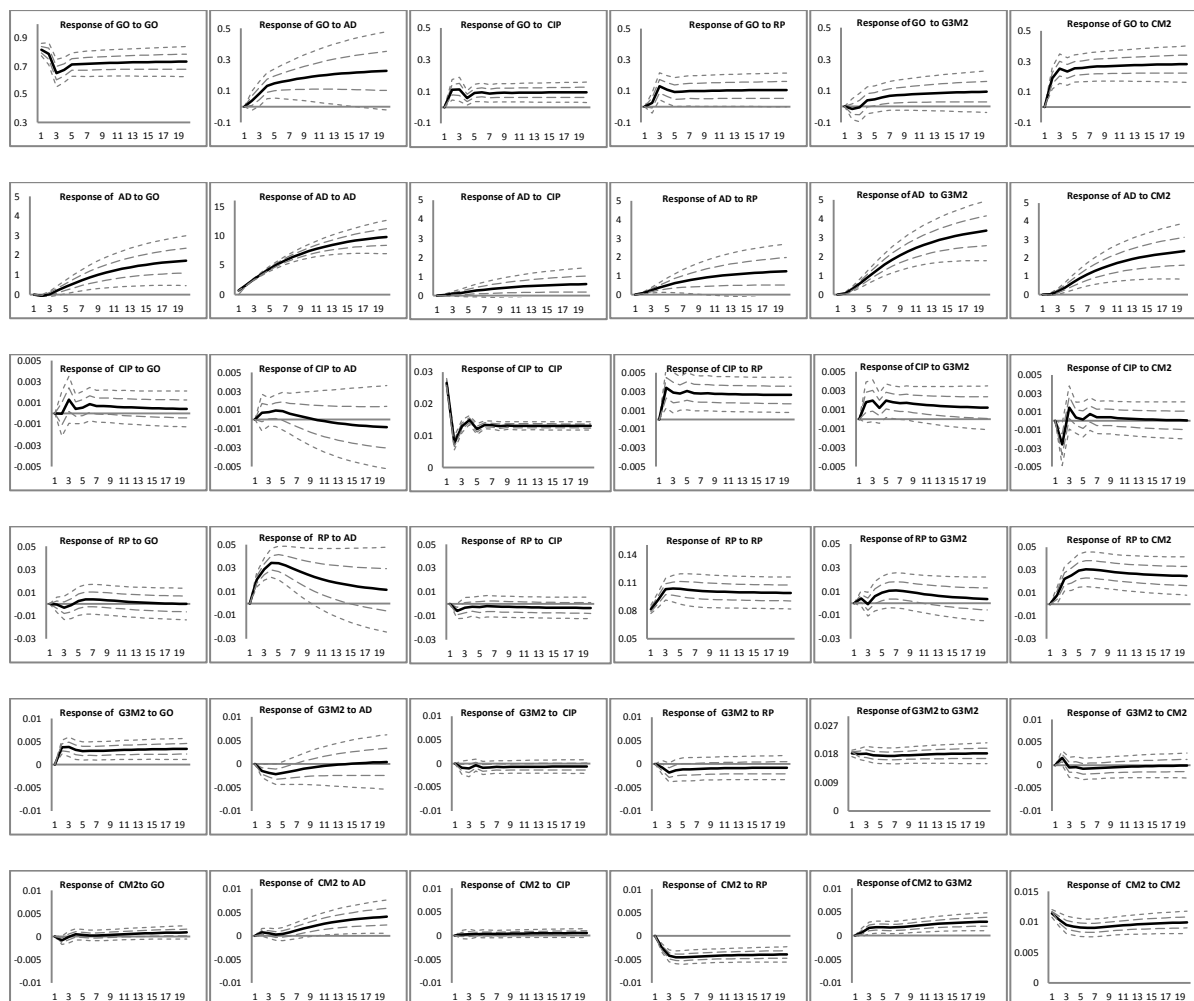 Response of GO to GO
0.9
0.7
0.5
0.3
1 3 5 7 9 11 13 15 17 19
Response of GO to AD
0.5
0.3
0.1
-0.1
1 3 5 7 9 11 13 15 17 19
Response of GO to CIP
0.5
0.3
0.1
-0.1
1 3 5 7 9 11 13 15 17 19
Response of GO to RP
0.5
0.3
0.1
-0.1
1 3 5 7 9 11 13 15 17 19
Response of GO to G3M2
0.5
0.3
0.1
-0.1
1 3 5 7 9 11 13 15 17 19
Response of GO to CM2
0.5
0.3
0.1
-0.1
1 3 5 7 9 11 13 15 17 19
Response of AD to GO
5
4
3
2
1
0
1 3 5 7 9 11 13 15 17 19
Response of AD to AD
15
10
5
0
1 3 5 7 9 11 13 15 17 19
Response of AD to CIP
5
4
3
2
1
0
1 3 5 7 9 11 13 15 17 19
Response of AD to RP
5
4
3
2
1
0
1 3 5 7 9 11 13 15 17 19
Response of AD to G3M2
5
4
3
2
1
0
1 3 5 7 9 11 13 15 17 19
Response of AD to CM2
5
4
3
2
1
0
1 3 5 7 9 11 13 15 17 19
Response of CIP to GO
0.005
0.003
0.001
-0.001
-0.003
-0.005
1 3 5 7 9 11 13 15 17 19
Response of CIP to AD
0.005
0.003
0.001
-0.001
-0.003
-0.005
1 3 5 7 9 11 13 15 17 19
Response of CIP to CIP
0.03
0.02
0.01
0
1 3 5 7 9 11 13 15 17 19
Response of CIP to RP
0.005
0.003
0.001
-0.001
-0.003
-0.005
1 3 5 7 9 11 13 15 17 19
Response of CIP to G3M2
0.005
0.003
0.001
-0.001
-0.003
-0.005
1 3 5 7 9 11 13 15 17 19
Response of CIP to CM2
0.005
0.003
0.001
-0.001
-0.003
-0.005
1 3 5 7 9 11 13 15 17 19
Response of RP to GO
0.05
0.03
0.01
-0.01
-0.03
1 3 5 7 9 11 13 15 17 19
Response of RP to AD
0.05
0.03
0.01
-0.01
-0.03
1 3 5 7 9 11 13 15 17 19
Response of RP to CIP
0.05
0.03
0.01
-0.01
-0.03
1 3 5 7 9 11 13 15 17 19
Response of RP to RP
0.14
0.11
0.08
0.05
1 3 5 7 9 11 13 15 17 19
Response of RP to G3M2
0.05
0.03
0.01
-0.01
-0.03
1 3 5 7 9 11 13 15 17 19
Response of RP to CM2
0.05
0.03
0.01
-0.01
-0.03
1 3 5 7 9 11 13 15 17 19
Response of G3M2 to GO
0.01
0.005
0
-0.005
-0.01
1 3 5 7 9 11 13 15 17 19
Response of G3M2 to AD
0.01
0.005
0
-0.005
-0.01
1 3 5 7 9 11 13 15 17 19
Response of G3M2 to CIP
0.01
0.005
0
-0.005
-0.01
1 3 5 7 9 11 13 15 17 19
Response of G3M2 to RP
0.01
0.005
0
-0.005
-0.01
1 3 5 7 9 11 13 15 17 19
Response of G3M2 to G3M2
0.027
0.018
0.009
0
1 3 5 7 9 11 13 15 17 19
Response of G3M2 to CM2
0.01
0.005
0
-0.005
-0.01
1 3 5 7 9 11 13 15 17 19
Response of CM2to GO
0.01
0.005
0
-0.005
-0.01
1 3 5 7 9 11 13 15 17 19
Response of CM2 to AD
0.01
0.005
0
-0.005
-0.01
1 3 5 7 9 11 13 15 17 19
Response of CM2 to CIP
0.01
0.005
0
-0.005
-0.01
1 3 5 7 9 11 13 15 17 19
Response of CM2 to RP
0.01
0.005
0
-0.005
-0.01
1 3 5 7 9 11 13 15 17 19
Response of CM2 to G3M2
0.01
0.005
0
-0.005
-0.01
1 3 5 7 9 11 13 15 17 19
Response of CM2 to CM2
0.015
0.01
0.005
0
1 3 5 7 9 11 13 15 17 19